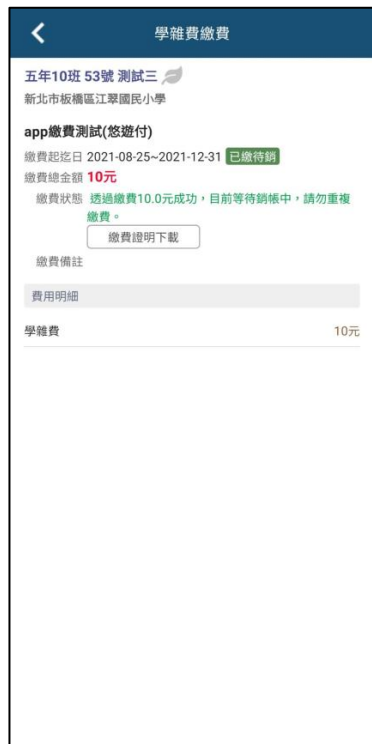 學雜費繳費
五年10班 53號 測試三
新北市板橋區江翠國民小學
app繳費測試(悠遊付)
繳費起迄日 2021-08-25~2021-12-31 已繳待銷
繳費總金額 10元
繳費狀態 透過繳費10.0元成功,目前等待銷帳中,請勿重複
繳費。
繳費證明下載
繳費備註
費用明細
學雜費 10元